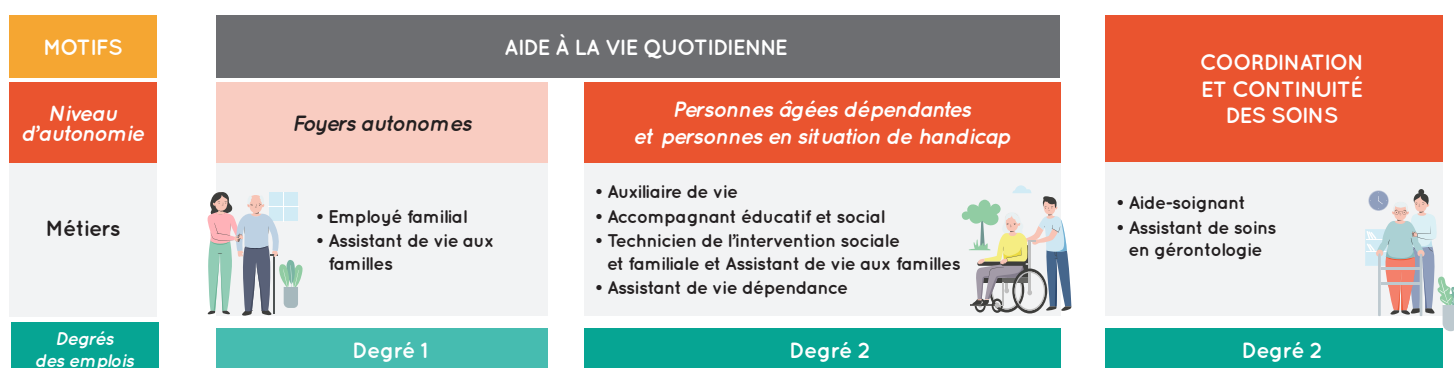 MOTIFS
AIDE À LA VIE QUOTIDIENNE
COORDINATION
ET CONTINUITÉ
DES SOINS
Niveau
d'autonomie
Foyers autonomes
Personnes âgées dépendantes
et personnes en situation de handicap
Métiers
• Employé familial
• Assistant de vie aux
familles
• Auxiliaire de vie
• Accompagnant éducatif et social
• Technicien de l'intervention sociale
et familiale et Assistant de vie aux familles
• Assistant de vie dépendance
• Aide-soignant
• Assistant de soins
en gérontologie
Degrés
des emplois
Degré 1
Degré 2
Degré 2